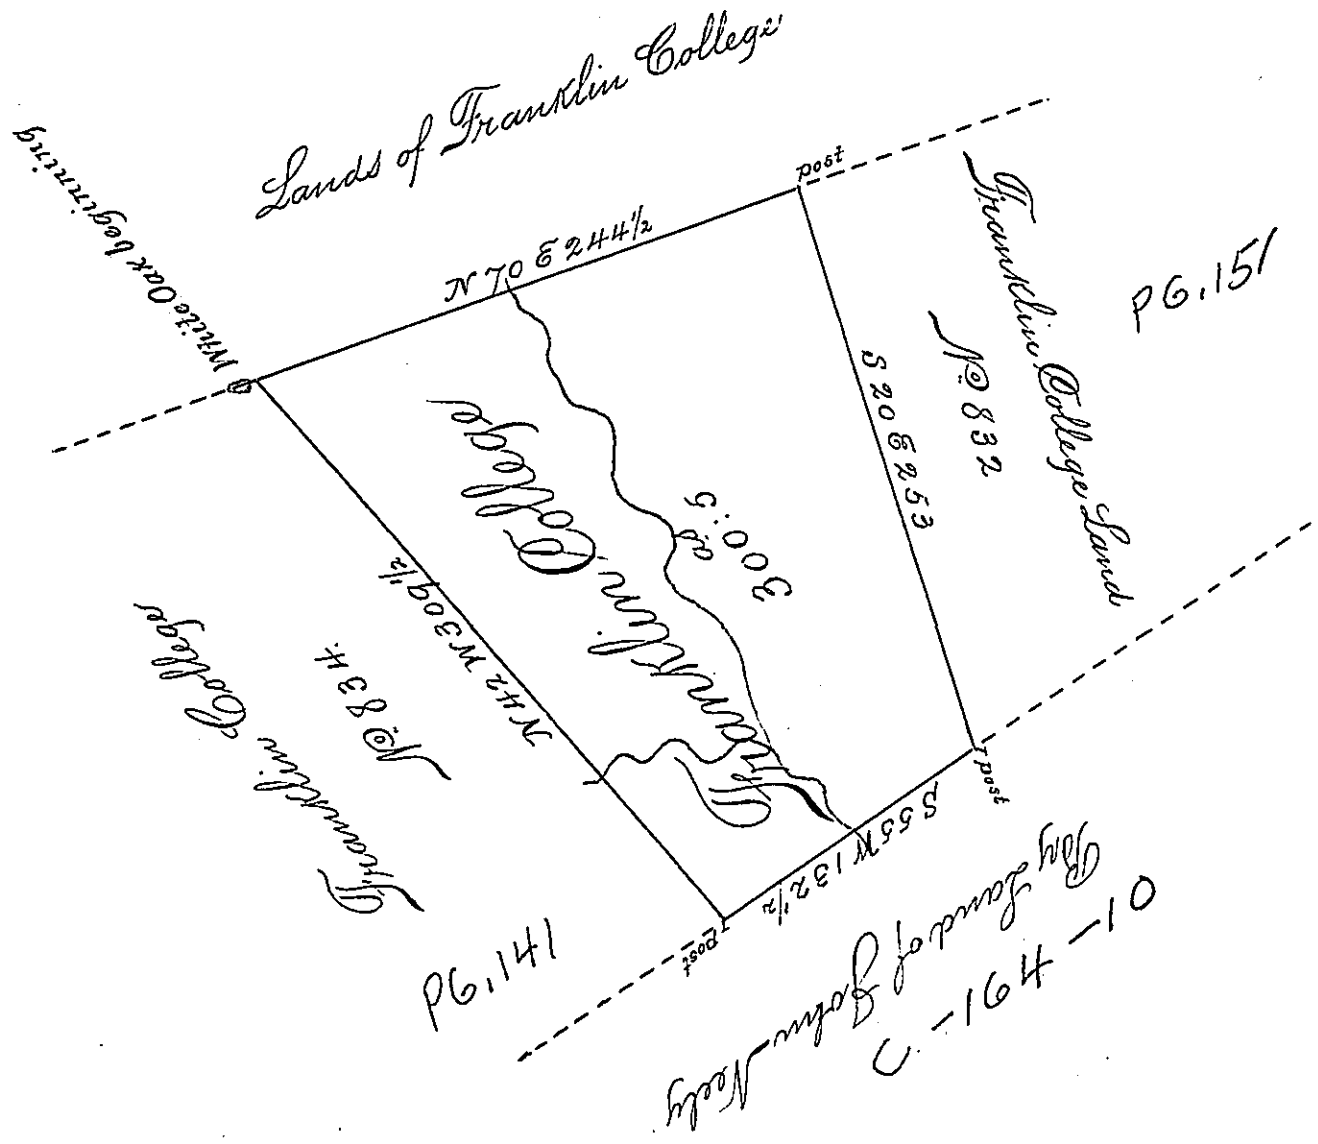 Lands of Franklin College
White Oak beginning
N 70 E 244½
post
Franklin College Land
No 832
PG. 151
S 20 E 253
300:5
as
Franklin College
N 42 W 309½
No 834.
Franklin College
S 55 W 132½
post
post
By Land of John Neely
C-164-10
PG. 141